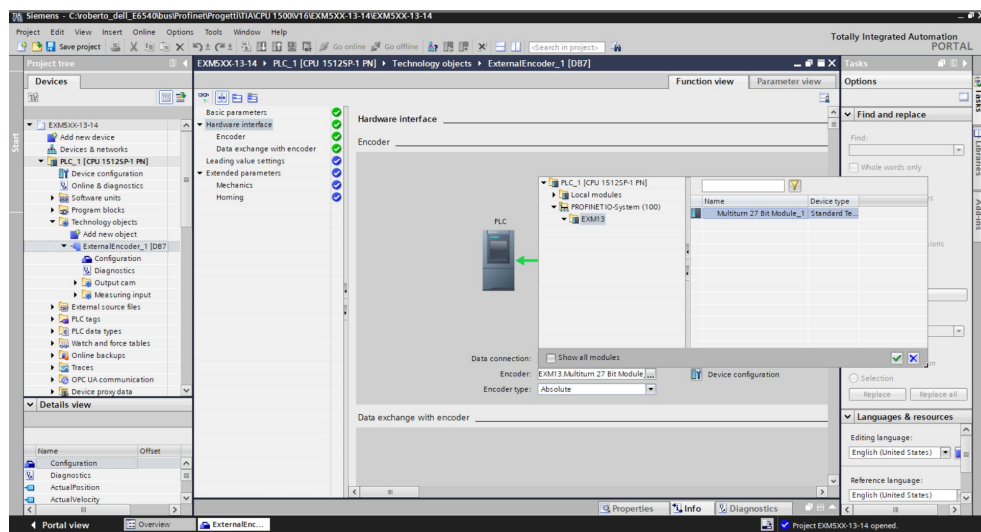 Siemens - C:\roberto_dell_E6540\bus\Profinet\Progetti\TIA\CPU 1500\V16\EXM5XX-13-14\EXM5XX-13-14
Project Edit View Insert Online Options Tools Window Help
Totally Integrated Automation
PORTAL
Save project
Go online
Go offline
<Search in project>
Project tree
EXM5XX-13-14 PLC_1 [CPU 1512SP-1 PN] Technology objects ExternalEncoder_1 [DB7]
Tasks
Devices
Function view
Parameter view
Options
Start
EXM5XX-13-14
Add new device
Devices & networks
PLC_1 [CPU 1512SP-1 PN]
Device configuration
Online & diagnostics
Software units
Program blocks
Technology objects
Add new object
ExternalEncoder_1 [DB7
Configuration
Diagnostics
Output cam
Measuring input
External source files
PLC tags
PLC data types
Watch and force tables
Online backups
Traces
OPC UA communication
Device proxy data
Details view
Name Offset
Configuration
Diagnostics
ActualPosition
ActualVelocity
Basic parameters
Hardware interface
Encoder
Data exchange with encoder
Leading value settings
Extended parameters
Mechanics
Homing
Hardware interface
Encoder
PLC
PLC_1 [CPU 1512SP-1 PN]
Local modules
PROFINET IO-System (100)
EXM13
Name Device type
Multiturn 27 Bit Module_1 Standard Te...
Show all modules
Data connection:
Encoder: EXM13.Multiturn 27 Bit Module ...
Device configuration
Encoder type: Absolute
Data exchange with encoder
Find and replace
Find:
Whole words only
Selection
Replace Replace all
Languages & resources
Editing language:
English (United States)
Reference language:
English (United States)
Tasks
Libraries
Add-ins
Properties Info Diagnostics
Portal view Overview ExternalEnc...
Project EXM5XX-13-14 opened.